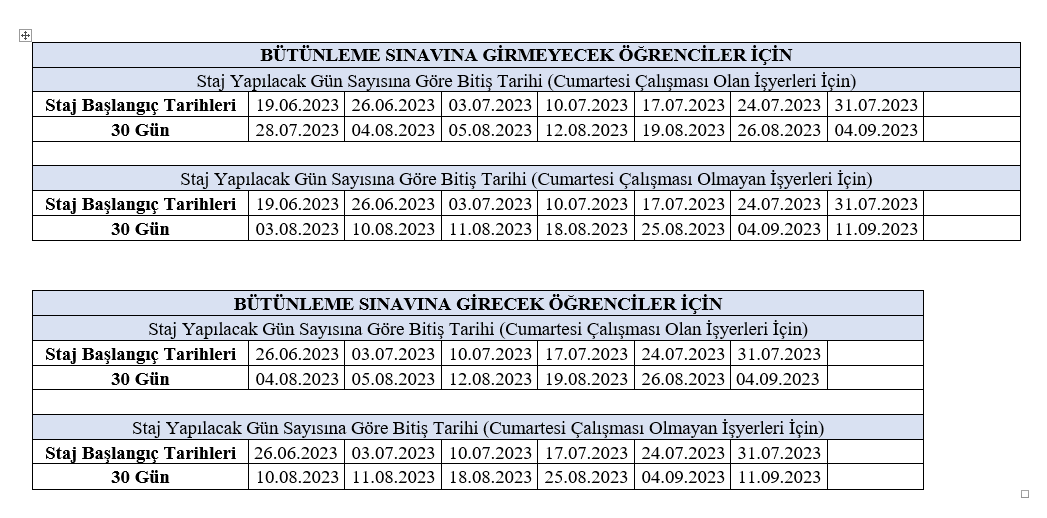 BÜTÜNLEME SINAVINA GİRMEYECEK ÖĞRENCİLER İÇİN
Staj Yapılacak Gün Sayısına Göre Bitiş Tarihi (Cumartesi Çalışması Olan İşyerleri İçin)
Staj Başlangıç Tarihleri 19.06.2023 26.06.2023 03.07.2023 10.07.2023 17.07.2023 24.07.2023 31.07.2023
30 Gün 28.07.2023 04.08.2023 05.08.2023 12.08.2023 19.08.2023 26.08.2023 04.09.2023
Staj Yapılacak Gün Sayısına Göre Bitiş Tarihi (Cumartesi Çalışması Olmayan İşyerleri İçin)
Staj Başlangıç Tarihleri 19.06.2023 26.06.2023 03.07.2023 10.07.2023 17.07.2023 24.07.2023 31.07.2023
30 Gün 03.08.2023 10.08.2023 11.08.2023 18.08.2023 25.08.2023 04.09.2023 11.09.2023
BÜTÜNLEME SINAVINA GİRECEK ÖĞRENCİLER İÇİN
Staj Yapılacak Gün Sayısına Göre Bitiş Tarihi (Cumartesi Çalışması Olan İşyerleri İçin)
Staj Başlangıç Tarihleri 26.06.2023 03.07.2023 10.07.2023 17.07.2023 24.07.2023 31.07.2023
30 Gün 04.08.2023 05.08.2023 12.08.2023 19.08.2023 26.08.2023 04.09.2023
Staj Yapılacak Gün Sayısına Göre Bitiş Tarihi (Cumartesi Çalışması Olmayan İşyerleri İçin)
Staj Başlangıç Tarihleri 26.06.2023 03.07.2023 10.07.2023 17.07.2023 24.07.2023 31.07.2023
30 Gün 10.08.2023 11.08.2023 18.08.2023 25.08.2023 04.09.2023 11.09.2023